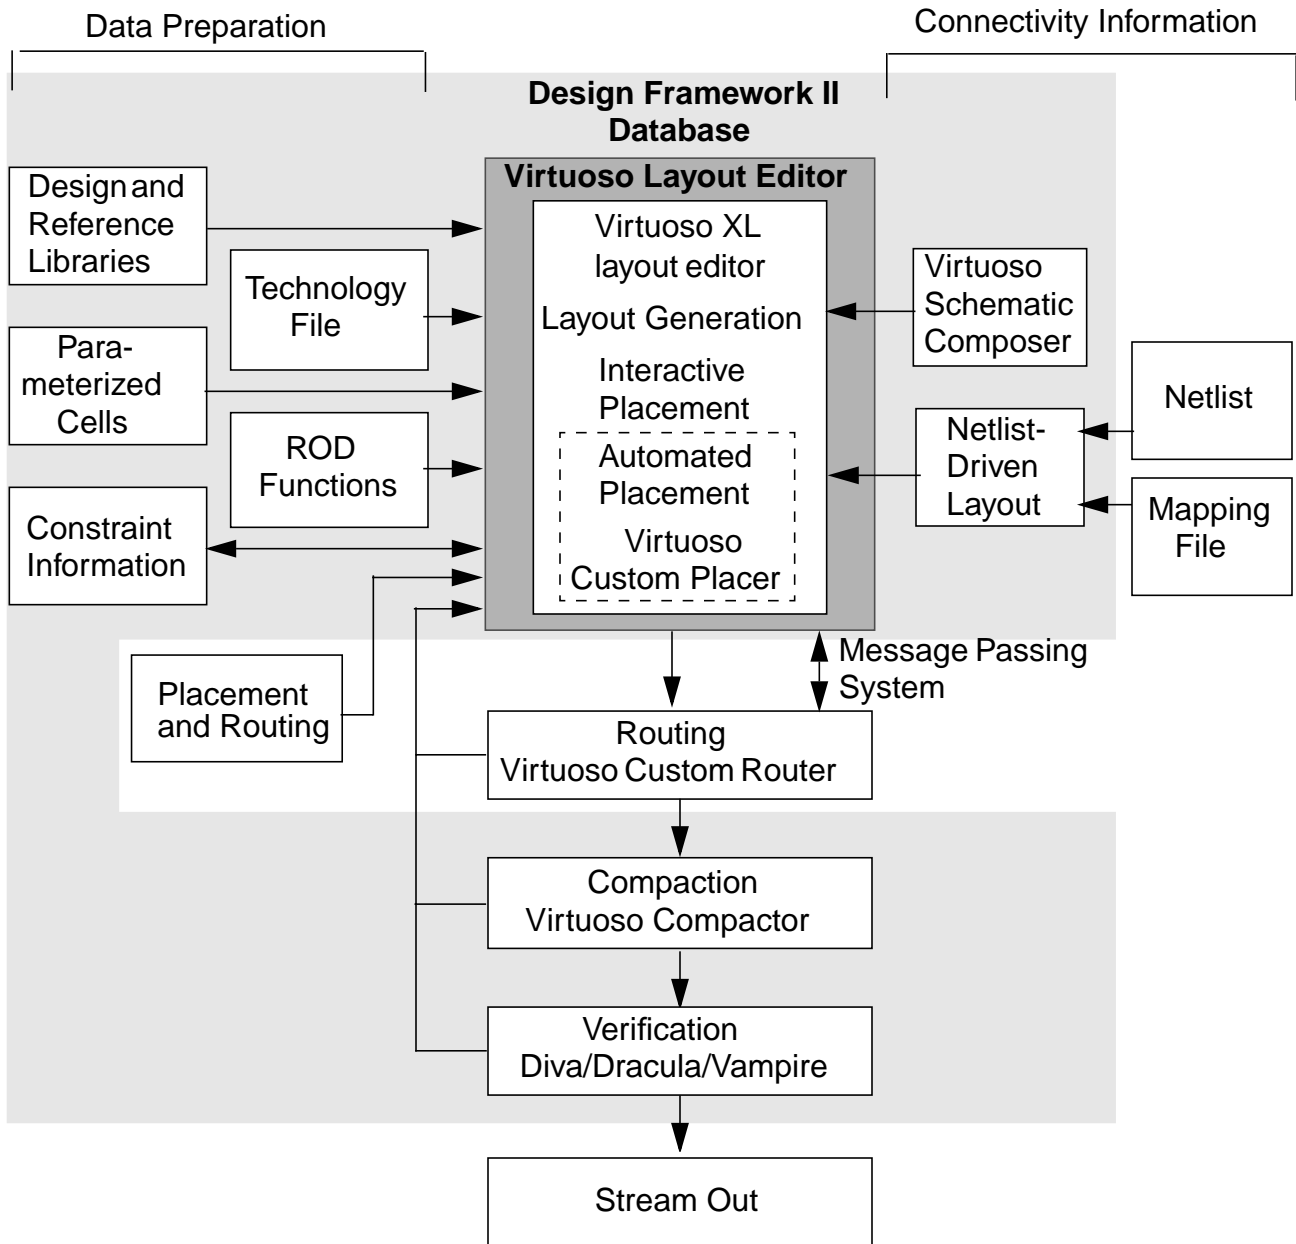 Data Preparation
Connectivity Information
Design Framework II
Database
Virtuoso Layout Editor
Design and
Reference
Libraries
Technology
File
Para-
meterized
Cells
ROD
Functions
Constraint
Information
Placement
and Routing
Virtuoso XL
layout editor
Layout Generation
Interactive
Placement
Automated
Placement
Virtuoso
Custom Placer
Virtuoso
Schematic
Composer
Netlist-
Driven
Layout
Netlist
Mapping
File
Message Passing
System
Routing
Virtuoso Custom Router
Compaction
Virtuoso Compactor
Verification
Diva/Dracula/Vampire
Stream Out